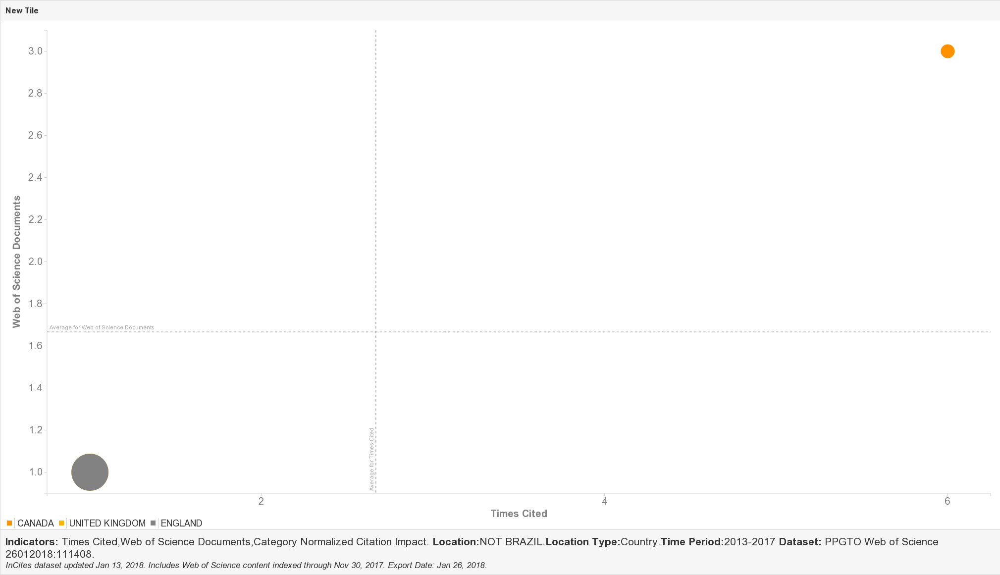 New Tile
3.0
2.8
2.6
2.4
2.2
2.0
1.8
1.6
1.4
1.2
1.0
Web of Science Documents
Average for Web of Science Documents
Average for Times Cited
2
4
6
Times Cited
CANADA
UNITED KINGDOM
ENGLAND
Indicators: Times Cited,Web of Science Documents,Category Normalized Citation Impact. Location:NOT BRAZIL.Location Type:Country.Time Period:2013-2017 Dataset: PPGTO Web of Science
26012018:111408.
InCites dataset updated Jan 13, 2018. Includes Web of Science content indexed through Nov 30, 2017. Export Date: Jan 26, 2018.